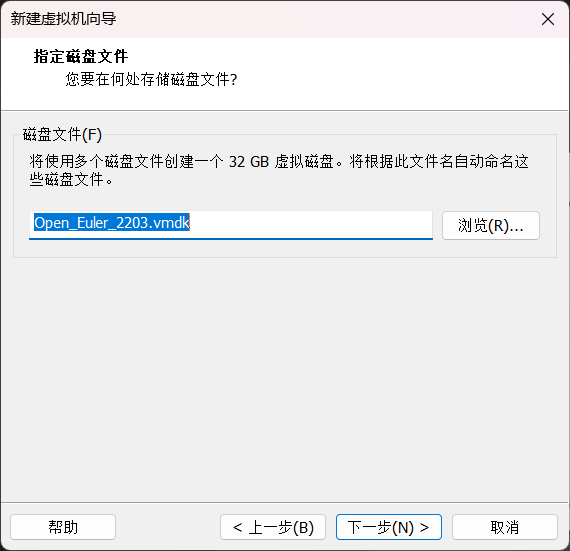 新建虚拟机向导
指定磁盘文件
您要在何处存储磁盘文件?
磁盘文件(F)
将使用多个磁盘文件创建一个 32 GB 虚拟磁盘。将根据此文件名自动命名这
些磁盘文件。
Open_Euler_2203.vmdk
浏览(R)...
帮助
< 上一步(B)
下一步(N) >
取消